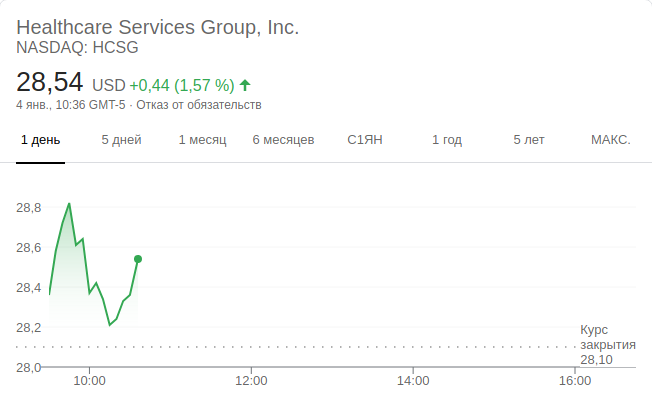 Healthcare Services Group, Inc.
NASDAQ: HCSG
28,54 USD +0,44 (1,57 %)
4 янв., 10:36 GMT-5 · Отказ от обязательств
1 день 5 дней 1 месяц 6 месяцев С1ЯН 1 год 5 лет МАКС.
28,8
28,6
28,4
28,2
28,0
Курс
закрытия
28,10
10:00 12:00 14:00 16:00